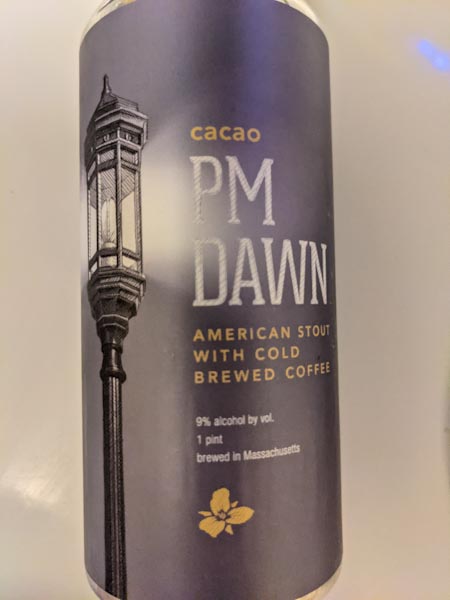 cacao
PM
DAWN
AMERICAN STOUT
WITH COLD
BREWED COFFEE
9% alcohol by vol.
1 pint
brewed in Massachusetts